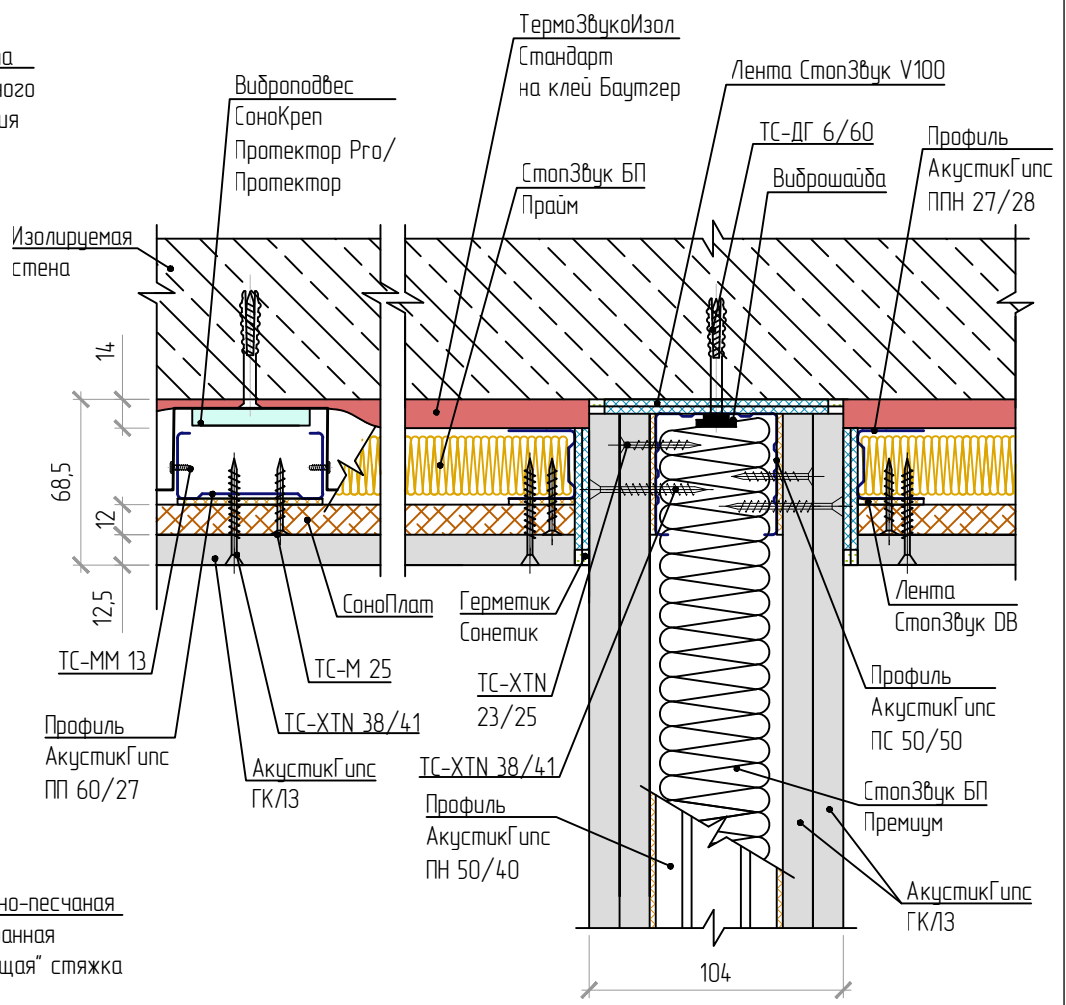 ТермоЗвукоИзол
Стандарт
на клей Баутгер
Лента СтопЗвук V100
Виброподвес
СоноКреп
Протектор Pro/
Протектор
ного
ТС-ДГ 6/60
Профиль
АкустикГипс
ППН 27/28
СтопЗвук БП
Прайм
Виброшайба
Изолируемая
стена
14
68,5
12
12,5
СоноПлат
Герметик
Сонетик
Лента
СтопЗвук DB
ТС-ММ 13
ТС-М 25
ТС-XTN
23/25
Профиль
АкустикГипс
ПС 50/50
ТС-XTN 38/41
Профиль
АкустикГипс
ПП 60/27
АкустикГипс
ГКЛЗ
ТС-XTN 38/41
Профиль
АкустикГипс
ПН 50/40
СтопЗвук БП
Премиум
АкустикГипс
ГКЛЗ
но-песчаная
ванная
щая" стяжка
104